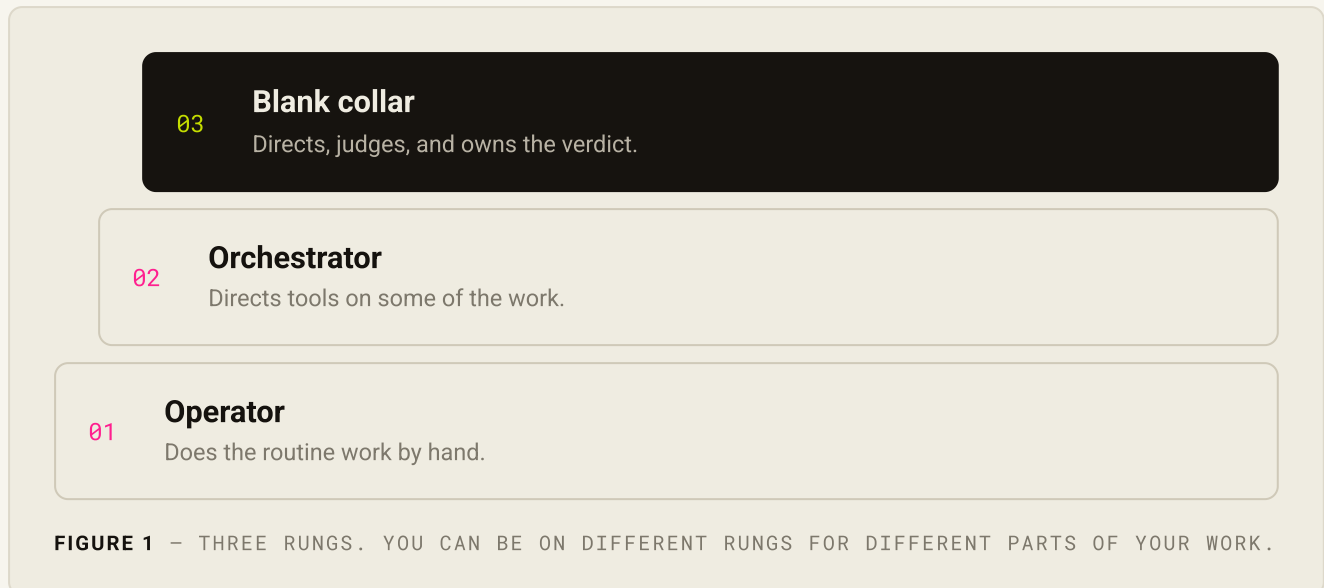 03
Blank collar
Directs, judges, and owns the verdict.
02
Orchestrator
Directs tools on some of the work.
01
Operator
Does the routine work by hand.
FIGURE 1 — THREE RUNGS. YOU CAN BE ON DIFFERENT RUNGS FOR DIFFERENT PARTS OF YOUR WORK.